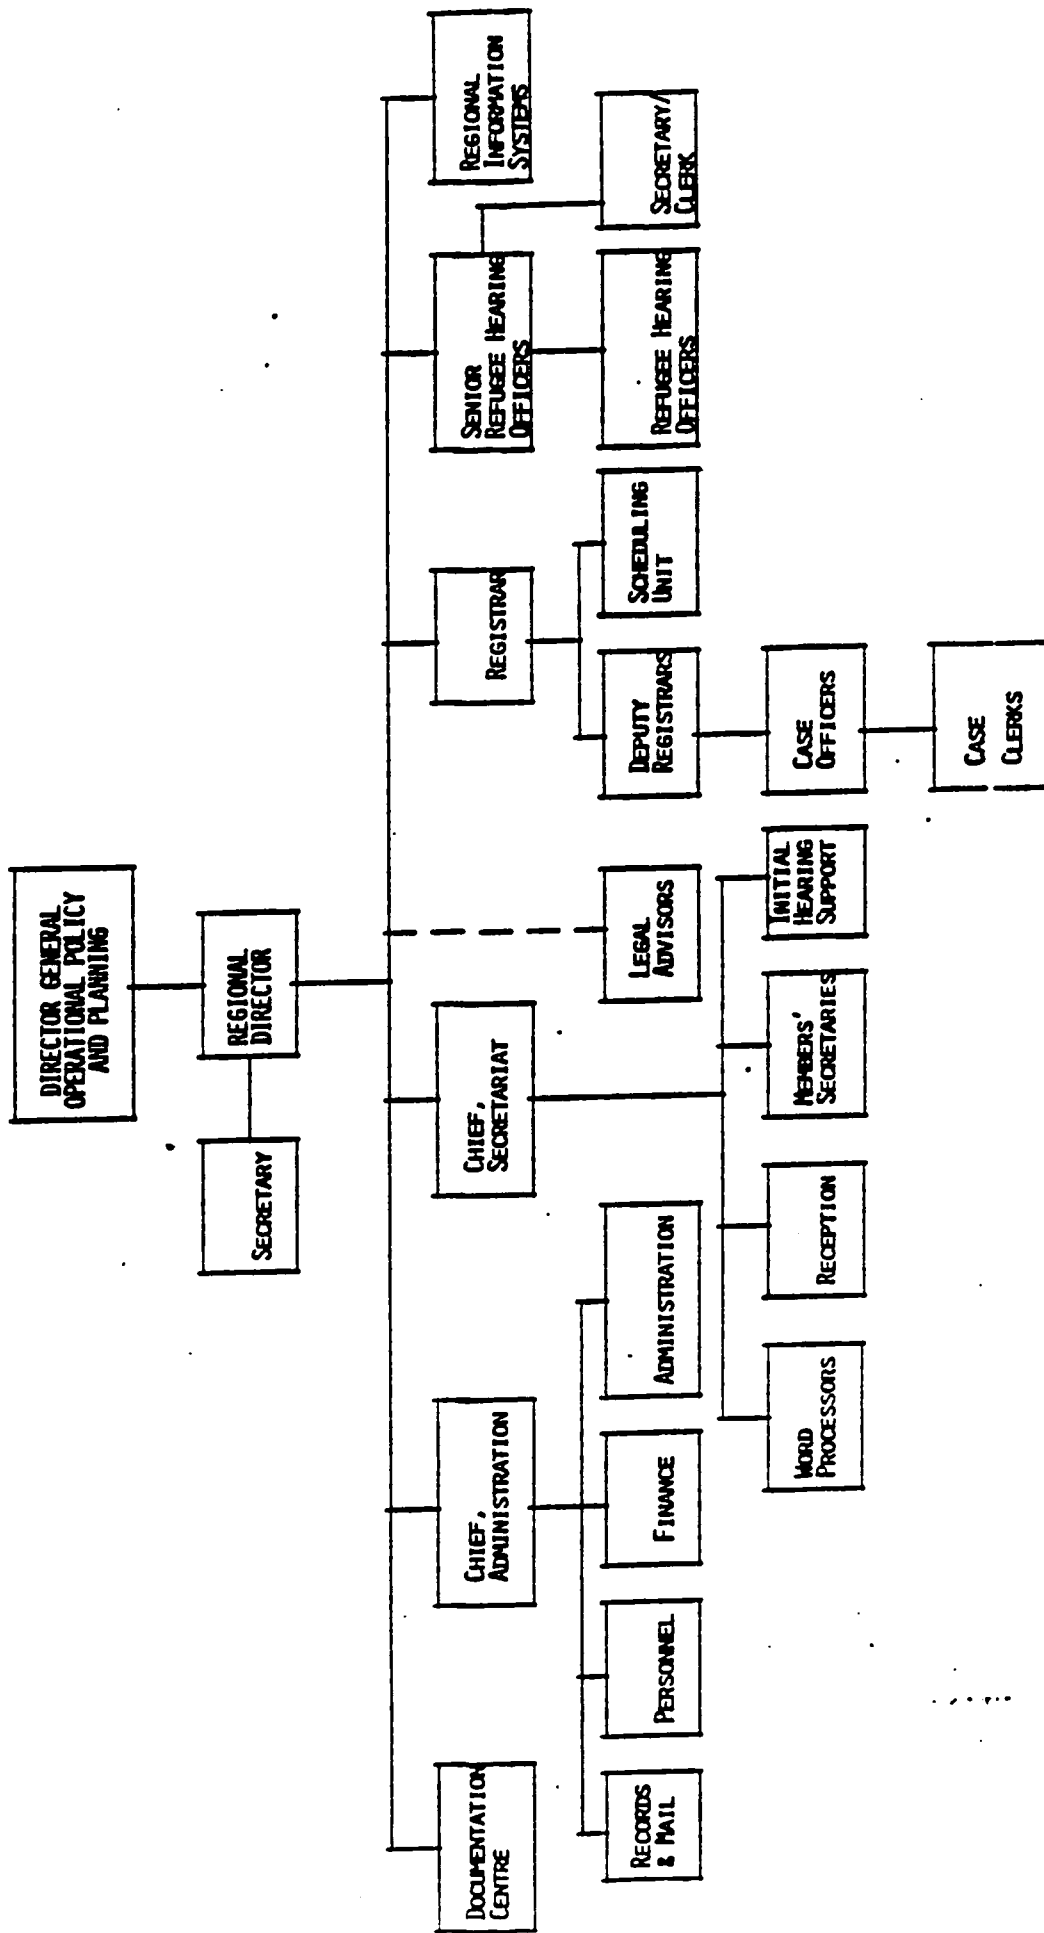 DIRECTOR GENERAL
OPERATIONAL POLICY
AND PLANNING
SECRETARY
REGIONAL
DIRECTOR
DOCUMENTATION
CENTRE
CHIEF,
ADMINISTRATION
CHIEF,
SECRETARIAT
REGISTRAR
SENIOR
REFUGEE HEARING
OFFICERS
REGIONAL
INFORMATION
SYSTEMS
RECORDS
& MAIL
PERSONNEL
FINANCE
ADMINISTRATION
LEGAL
ADVISORS
DEPUTY
REGISTRARS
SCHEDULING
UNIT
REFUGEE HEARING
OFFICERS
SECRETARY/
CLERK
WORD
PROCESSORS
RECEPTION
MEMBERS'
SECRETARIES
INITIAL
HEARING
SUPPORT
CASE
OFFICERS
CASE
CLERKS